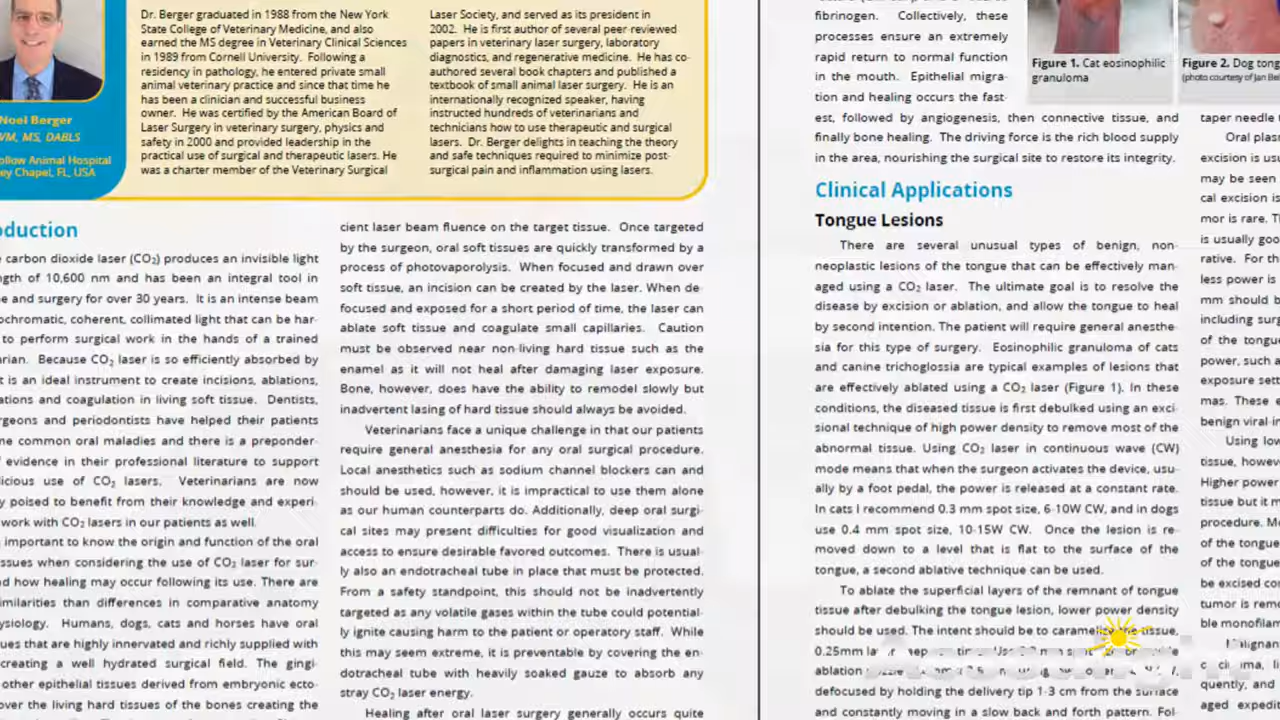 Noel Berger
VM, MS, DABLS
ollow Animal Hospital
ey Chapel, FL, USA
Dr. Berger graduated in 1988 from the New York
State College of Veterinary Medicine, and also
earned the MS degree in Veterinary Clinical Sciences
in 1989 from Cornell University. Following a
residency in pathology, he entered private small
animal veterinary practice and since that time he
has been a clinician and successful business
owner. He was certified by the American Board of
Laser Surgery in veterinary surgery, physics and
safety in 2000 and provided leadership in the
practical use of surgical and therapeutic lasers. He
was a charter member of the Veterinary Surgical
Laser Society, and served as its president in
2002. He is first author of several peer-reviewed
papers in veterinary laser surgery, laboratory
diagnostics, and regenerative medicine. He has co-
authored several book chapters and published a
textbook of small animal laser surgery. He is an
internationally recognized speaker, having
instructed hundreds of veterinarians and
technicians how to use therapeutic and surgical
lasers. Dr. Berger delights in teaching the theory
and safe techniques required to minimize post-
surgical pain and inflammation using lasers.
oduction
carbon dioxide laser (CO₂) produces an invisible light
ngth of 10,600 nm and has been an integral tool in
e and surgery for over 30 years. It is an intense beam
ochromatic, coherent, collimated light that can be har-
to perform surgical work in the hands of a trained
arian. Because CO₂ laser is so efficiently absorbed by
t is an ideal instrument to create incisions, ablations,
ations and coagulation in living soft tissue. Dentists,
rgeons and periodontists have helped their patients
me common oral maladies and there is a preponder-
f evidence in their professional literature to support
licious use of CO₂ lasers. Veterinarians are now
y poised to benefit from their knowledge and experi-
work with CO₂ lasers in our patients as well.
important to know the origin and function of the oral
ssues when considering the use of CO₂ laser for sur-
d how healing may occur following its use. There are
milarities than differences in comparative anatomy
ysiology. Humans, dogs, cats and horses have oral
ues that are highly innervated and richly supplied with
creating a well hydrated surgical field. The gingi-
other epithelial tissues derived from embryonic ecto-
over the living hard tissues of the bones creating the
cient laser beam fluence on the target tissue. Once targeted
by the surgeon, oral soft tissues are quickly transformed by a
process of photovaporolysis. When focused and drawn over
soft tissue, an incision can be created by the laser. When de-
focused and exposed for a short period of time, the laser can
ablate soft tissue and coagulate small capillaries. Caution
must be observed near non-living hard tissue such as the
enamel as it will not heal after damaging laser exposure.
Bone, however, does have the ability to remodel slowly but
inadvertent lasing of hard tissue should always be avoided.
Veterinarians face a unique challenge in that our patients
require general anesthesia for any oral surgical procedure.
Local anesthetics such as sodium channel blockers can and
should be used, however, it is impractical to use them alone
as our human counterparts do. Additionally, deep oral surgi-
cal sites may present difficulties for good visualization and
access to ensure desirable favored outcomes. There is usual-
ly also an endotracheal tube in place that must be protected.
From a safety standpoint, this should not be inadvertently
targeted as any volatile gases within the tube could potential-
ly ignite causing harm to the patient or operatory staff. While
this may seem extreme, it is preventable by covering the en-
dotracheal tube with heavily soaked gauze to absorb any
stray CO₂ laser energy.
Healing after oral laser surgery generally occurs quite
fibrinogen. Collectively, these
processes ensure an extremely
rapid return to normal function
in the mouth. Epithelial migra-
tion and healing occurs the fast-
est, followed by angiogenesis, then connective tissue, and
finally bone healing. The driving force is the rich blood supply
in the area, nourishing the surgical site to restore its integrity.
Clinical Applications
Tongue Lesions
There are several unusual types of benign, non-
neoplastic lesions of the tongue that can be effectively man-
aged using a CO₂ laser. The ultimate goal is to resolve the
disease by excision or ablation, and allow the tongue to heal
by second intention. The patient will require general anesthe-
sia for this type of surgery. Eosinophilic granuloma of cats
and canine trichoglossia are typical examples of lesions that
are effectively ablated using a CO₂ laser (Figure 1). In these
conditions, the diseased tissue is first debulked using an exci-
sional technique of high power density to remove most of the
abnormal tissue. Using CO₂ laser in continuous wave (CW)
mode means that when the surgeon activates the device, usu-
ally by a foot pedal, the power is released at a constant rate.
In cats I recommend 0.3 mm spot size, 6-10W CW, and in dogs
use 0.4 mm spot size, 10-15W CW. Once the lesion is re-
moved down to a level that is flat to the surface of the
tongue, a second ablative technique can be used.
To ablate the superficial layers of the remnant of tongue
tissue after debulking the tongue lesion, lower power density
should be used. The intent should be to caramelize the tissue,
0.25mm
ablation
defocused by holding the delivery tip 1-3 cm from the surface
and constantly moving in a slow back and forth pattern. Fol-
Figure 1. Cat eosinophilic
granuloma
Figure 2. Dog tong
(photo courtesy of Jan Be
taper needle
Oral plas
excision is us
may be seen
cal excision is
mor is rare. T
is usually goo
rative. For th
less power is
mm should b
including surg
of the tongue
power, such a
exposure sett
mas. These e
benign viral-in
Using low
tissue, howev
Higher power
tissue but it m
procedure. Mo
of the tongue
of the tongue
be excised con
tumor is rem
ble monofilam
Malignan
quently, and
aged expedi